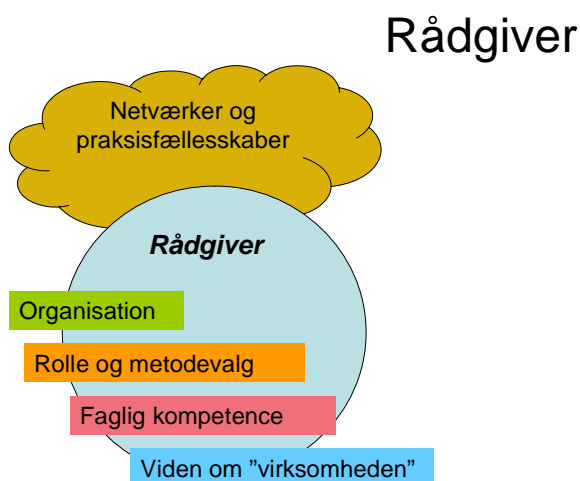 Rådgiver
Netværker og
praksisfællesskaber
Rådgiver
Organisation
Rolle og metodevalg
Faglig kompetence
Viden om ”virksomheden”